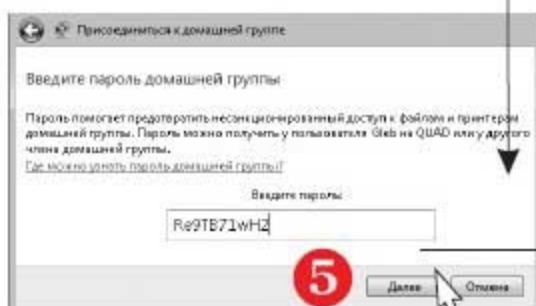 Присоединиться к домашней группе
Введите пароль домашней группы
Пароль помогает предотвратить несанкционированный доступ к файлам и принтерам
домашней группы. Пароль можно получить у пользователя Gleb на QUAD или у другого
члена домашней группы.
Где можно узнать пароль домашней группы?
Введите пароль:
Re9TB71wH2
5
Далее
Отмена